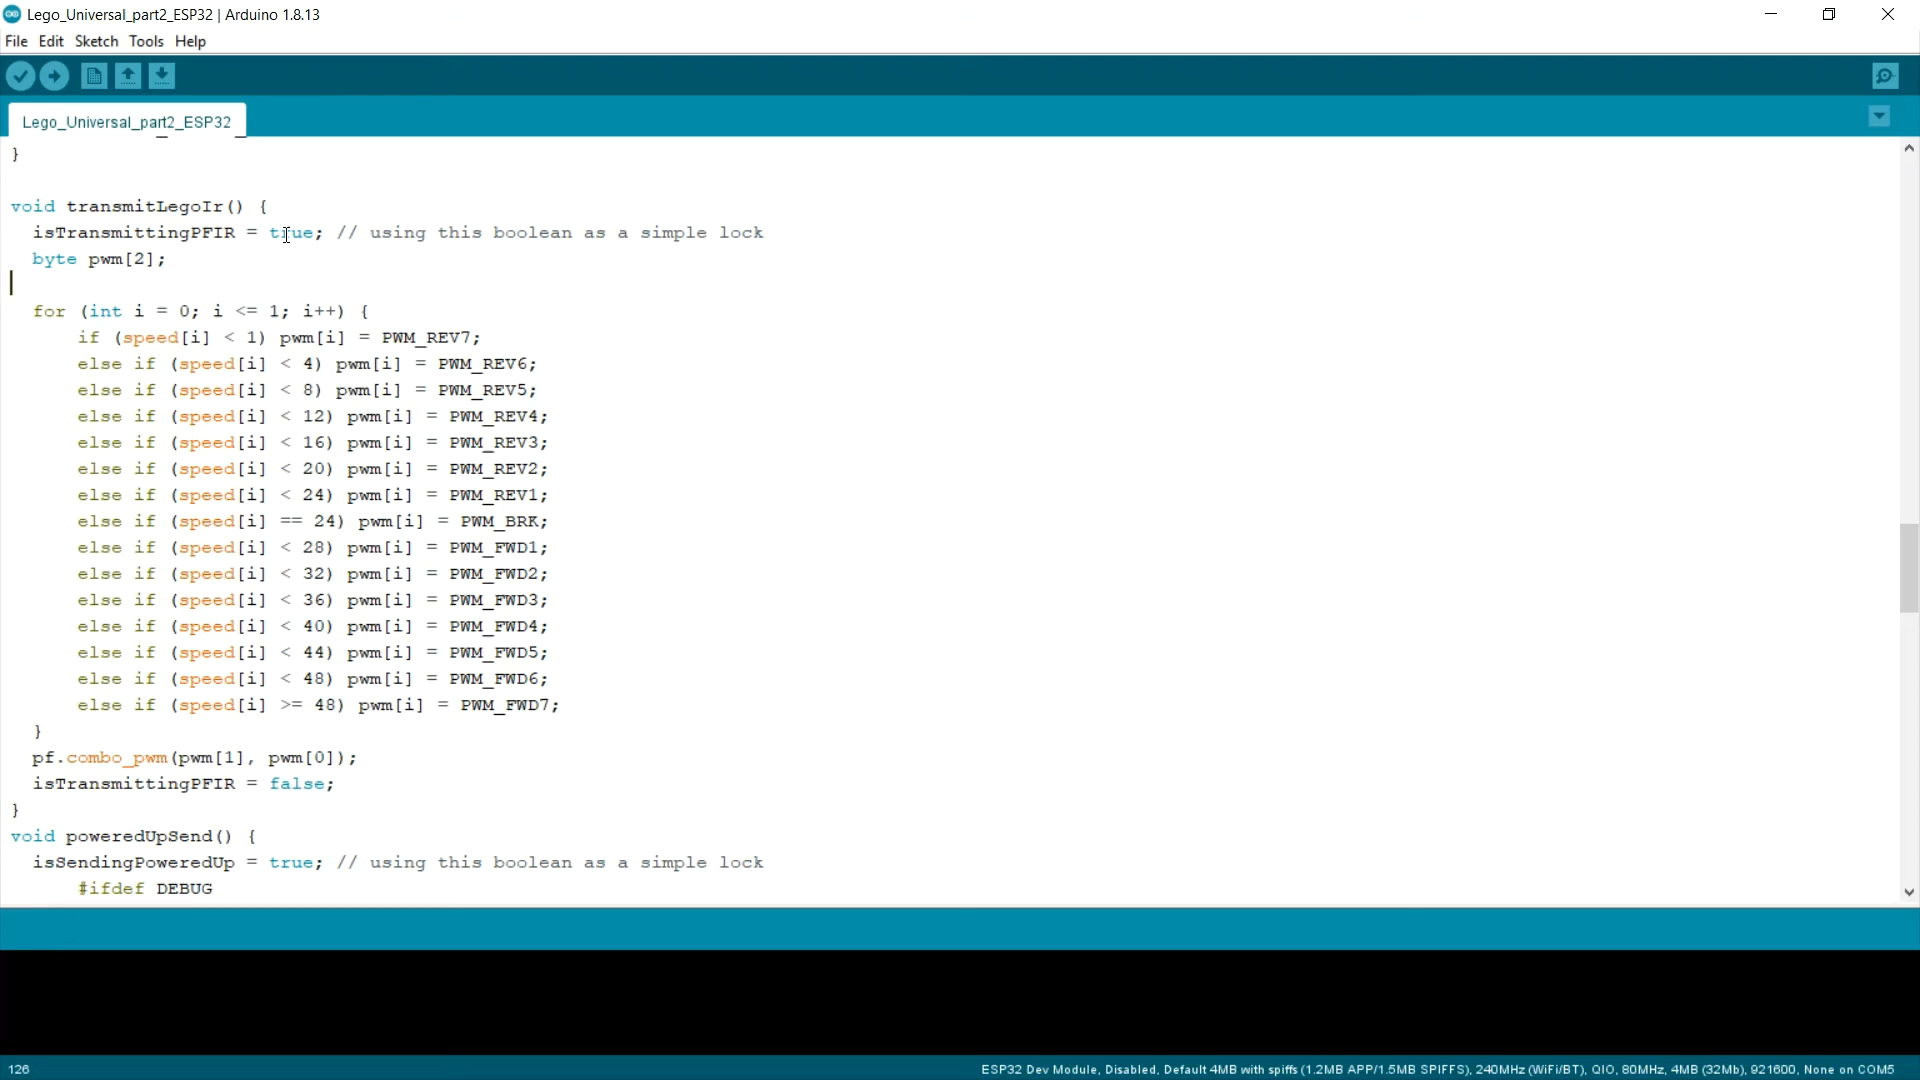 Lego_Universal_part2_ESP32 | Arduino 1.8.13
File Edit Sketch Tools Help
Lego_Universal_part2_ESP32
}
void transmitLegoIr() {
isTransmittingPFIR = true; // using this boolean as a simple lock
byte pwm[2];
for (int i = 0; i <= 1; i++) {
if (speed[i] < 1) pwm[i] = PWM_REV7;
else if (speed[i] < 4) pwm[i] = PWM_REV6;
else if (speed[i] < 8) pwm[i] = PWM_REV5;
else if (speed[i] < 12) pwm[i] = PWM_REV4;
else if (speed[i] < 16) pwm[i] = PWM_REV3;
else if (speed[i] < 20) pwm[i] = PWM_REV2;
else if (speed[i] < 24) pwm[i] = PWM_REV1;
else if (speed[i] == 24) pwm[i] = PWM_BRK;
else if (speed[i] < 28) pwm[i] = PWM_FWD1;
else if (speed[i] < 32) pwm[i] = PWM_FWD2;
else if (speed[i] < 36) pwm[i] = PWM_FWD3;
else if (speed[i] < 40) pwm[i] = PWM_FWD4;
else if (speed[i] < 44) pwm[i] = PWM_FWD5;
else if (speed[i] < 48) pwm[i] = PWM_FWD6;
else if (speed[i] >= 48) pwm[i] = PWM_FWD7;
}
pf.combo_pwm(pwm[1], pwm[0]);
isTransmittingPFIR = false;
}
void poweredUpSend() {
isSendingPoweredUp = true; // using this boolean as a simple lock
#ifdef DEBUG
126
ESP32 Dev Module, Disabled, Default 4MB with spiffs (1.2MB APP/1.5MB SPIFFS), 240MHz (WiFi/BT), QIO, 80MHz, 4MB (32Mb), 921600, None on COM5